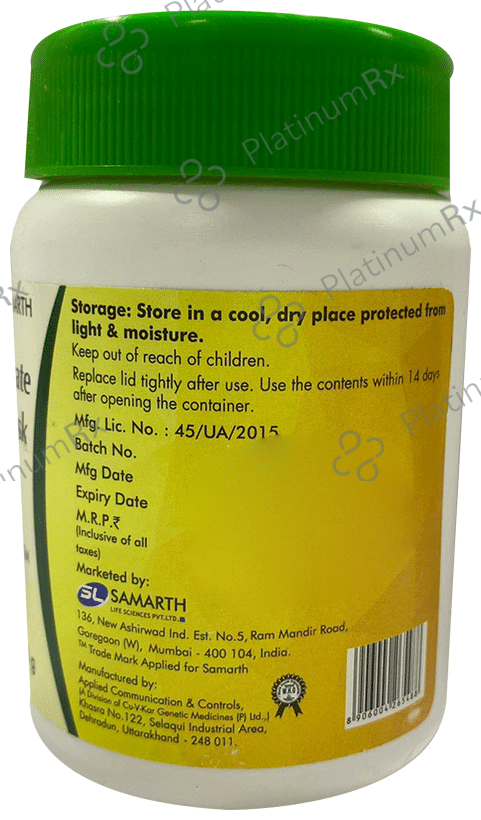 PlatinumRx
PlatinumRx
PlatinumRx
Storage: Store in a cool, dry place protected from
light & moisture.
Keep out of reach of children.
Replace lid tightly after use. Use the contents within 14 days
after opening the container.
Mfg. Lic. No. : 45/UA/2015
Batch No.
Mfg Date
Expiry Date
M.R.P.₹
(Inclusive of all
taxes)
Marketed by:
SL SAMARTH
LIFE SCIENCES PVT.LTD.
136, New Ashirwad Ind. Est. No.5, Ram Mandir Road,
Goregaon (W), Mumbai - 400 104, India.
™ Trade Mark Applied for Samarth
Manufactured by:
Applied Communication & Controls,
(A Division of Cu-V-Kar Genetic Medicines (P) Ltd.,)
Khasra No.122, Selaqui Industrial Area,
Dehradun, Uttarakhand - 248 011.